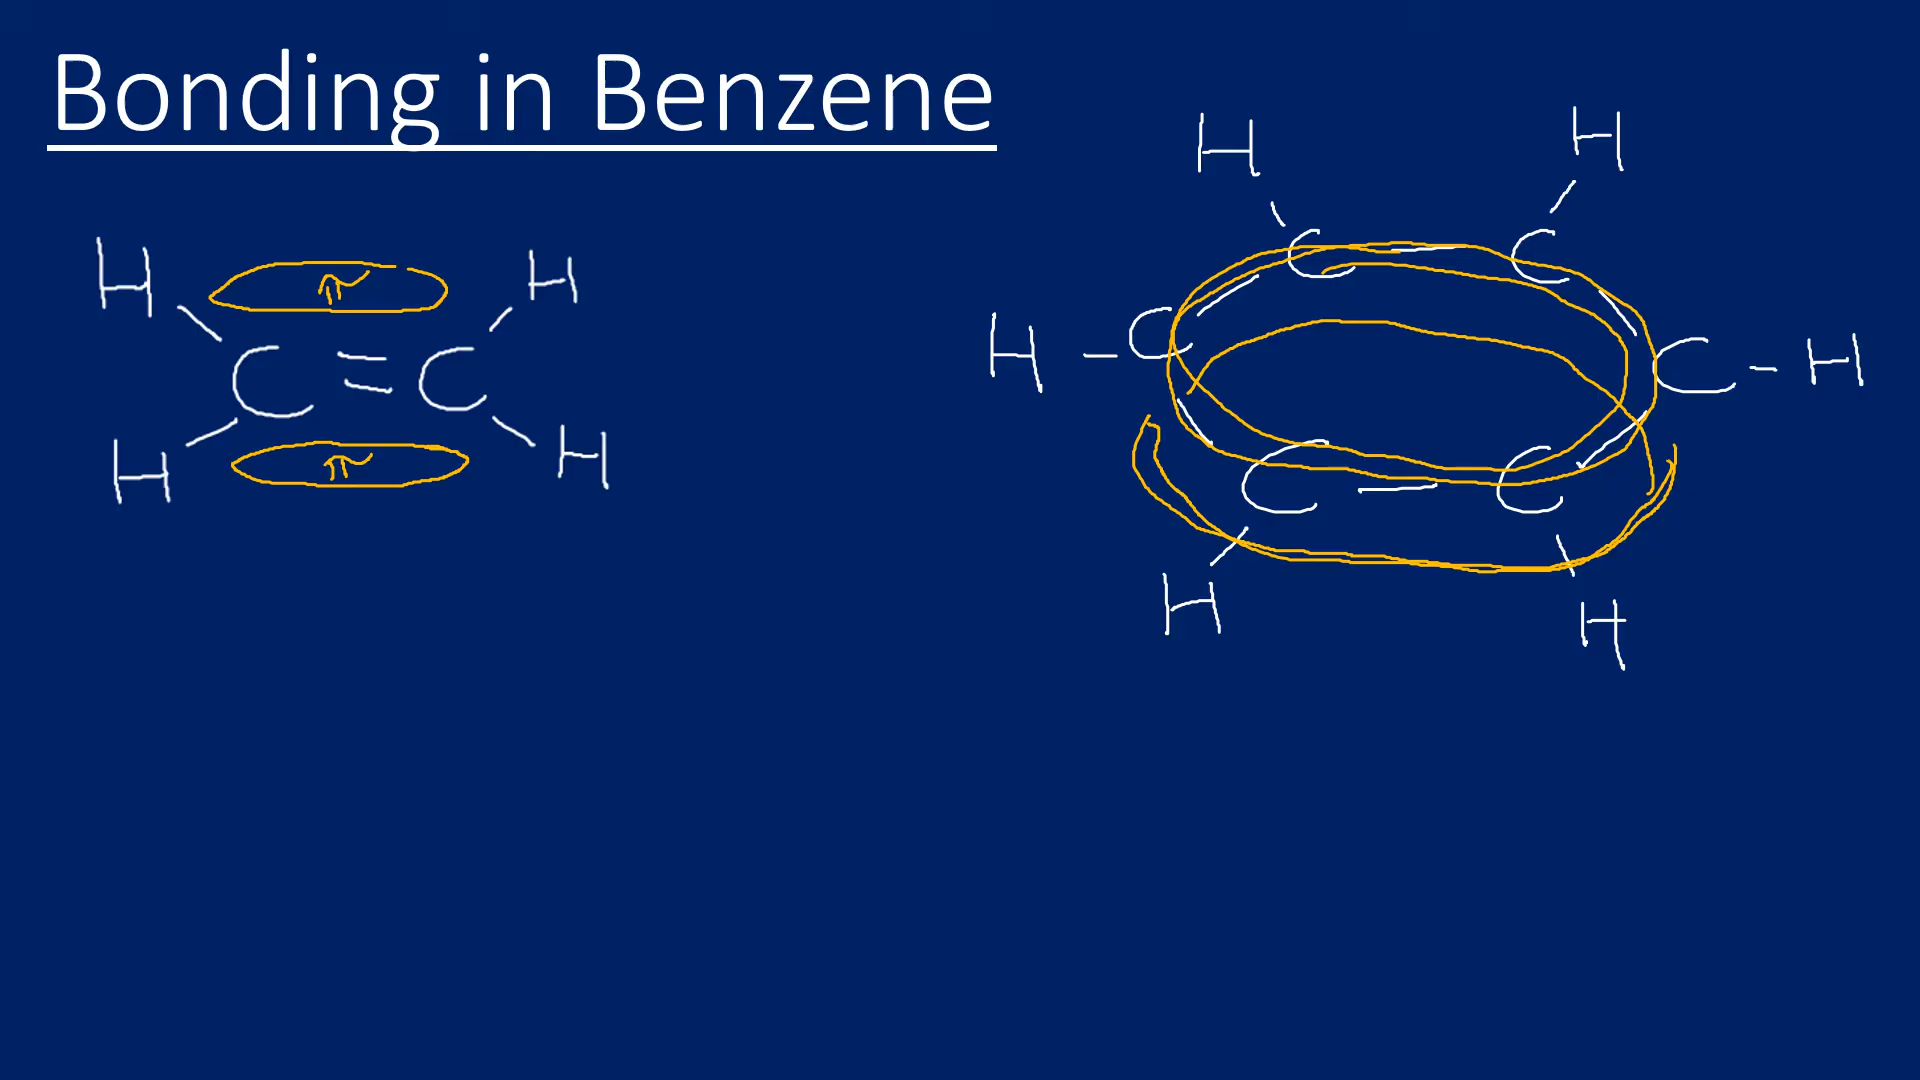 Bonding in Benzene
H π H
C = C
H π H
H H
C C
H - C C - H
C C
H H